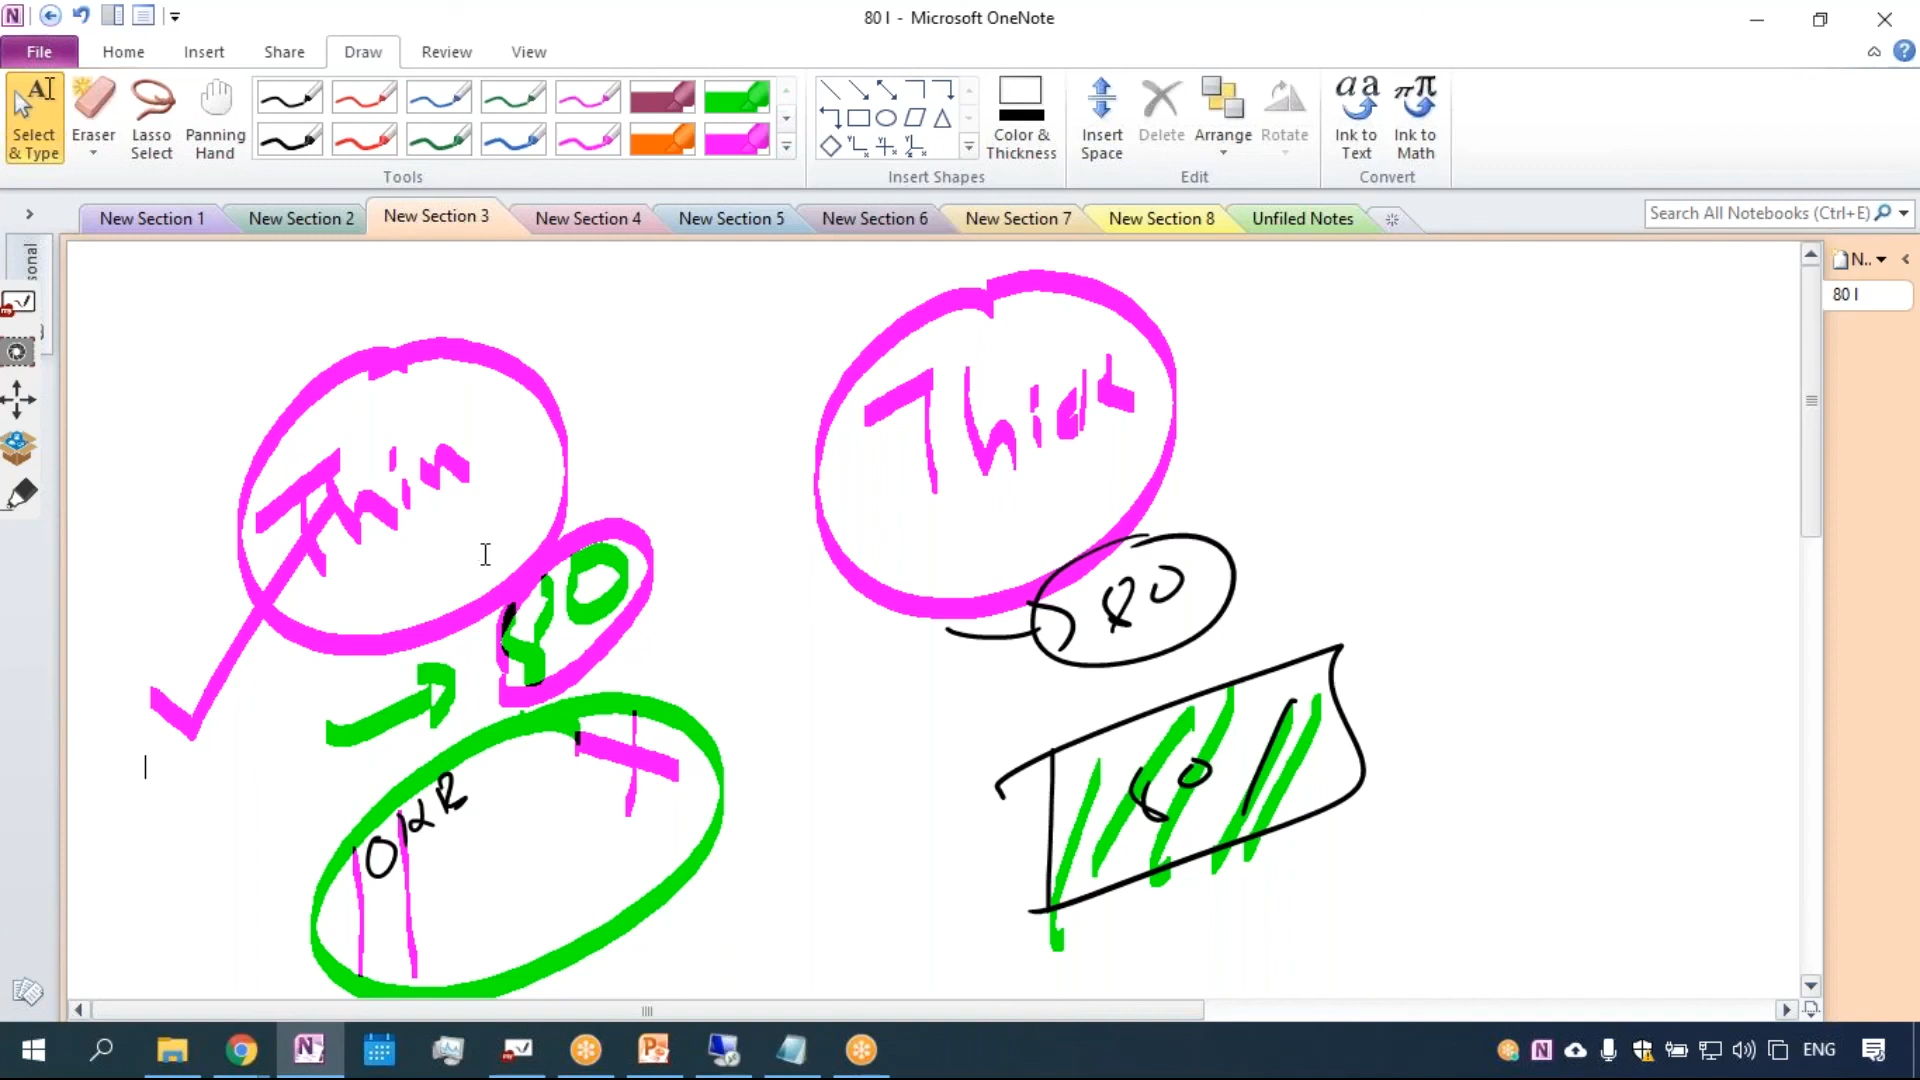 80 I - Microsoft OneNote
File Home Insert Share Draw Review View
Select & Type
Eraser
Lasso Select
Panning Hand
Color & Thickness
Insert Space
Delete
Arrange
Rotate
Ink to Text
Ink to Math
Tools
Insert Shapes
Edit
Convert
New Section 1 New Section 2 New Section 3 New Section 4 New Section 5 New Section 6 New Section 7 New Section 8 Unfiled Notes
Search All Notebooks (Ctrl+E)
N..
80 I
Thin
Thick
80
80
80
ENG